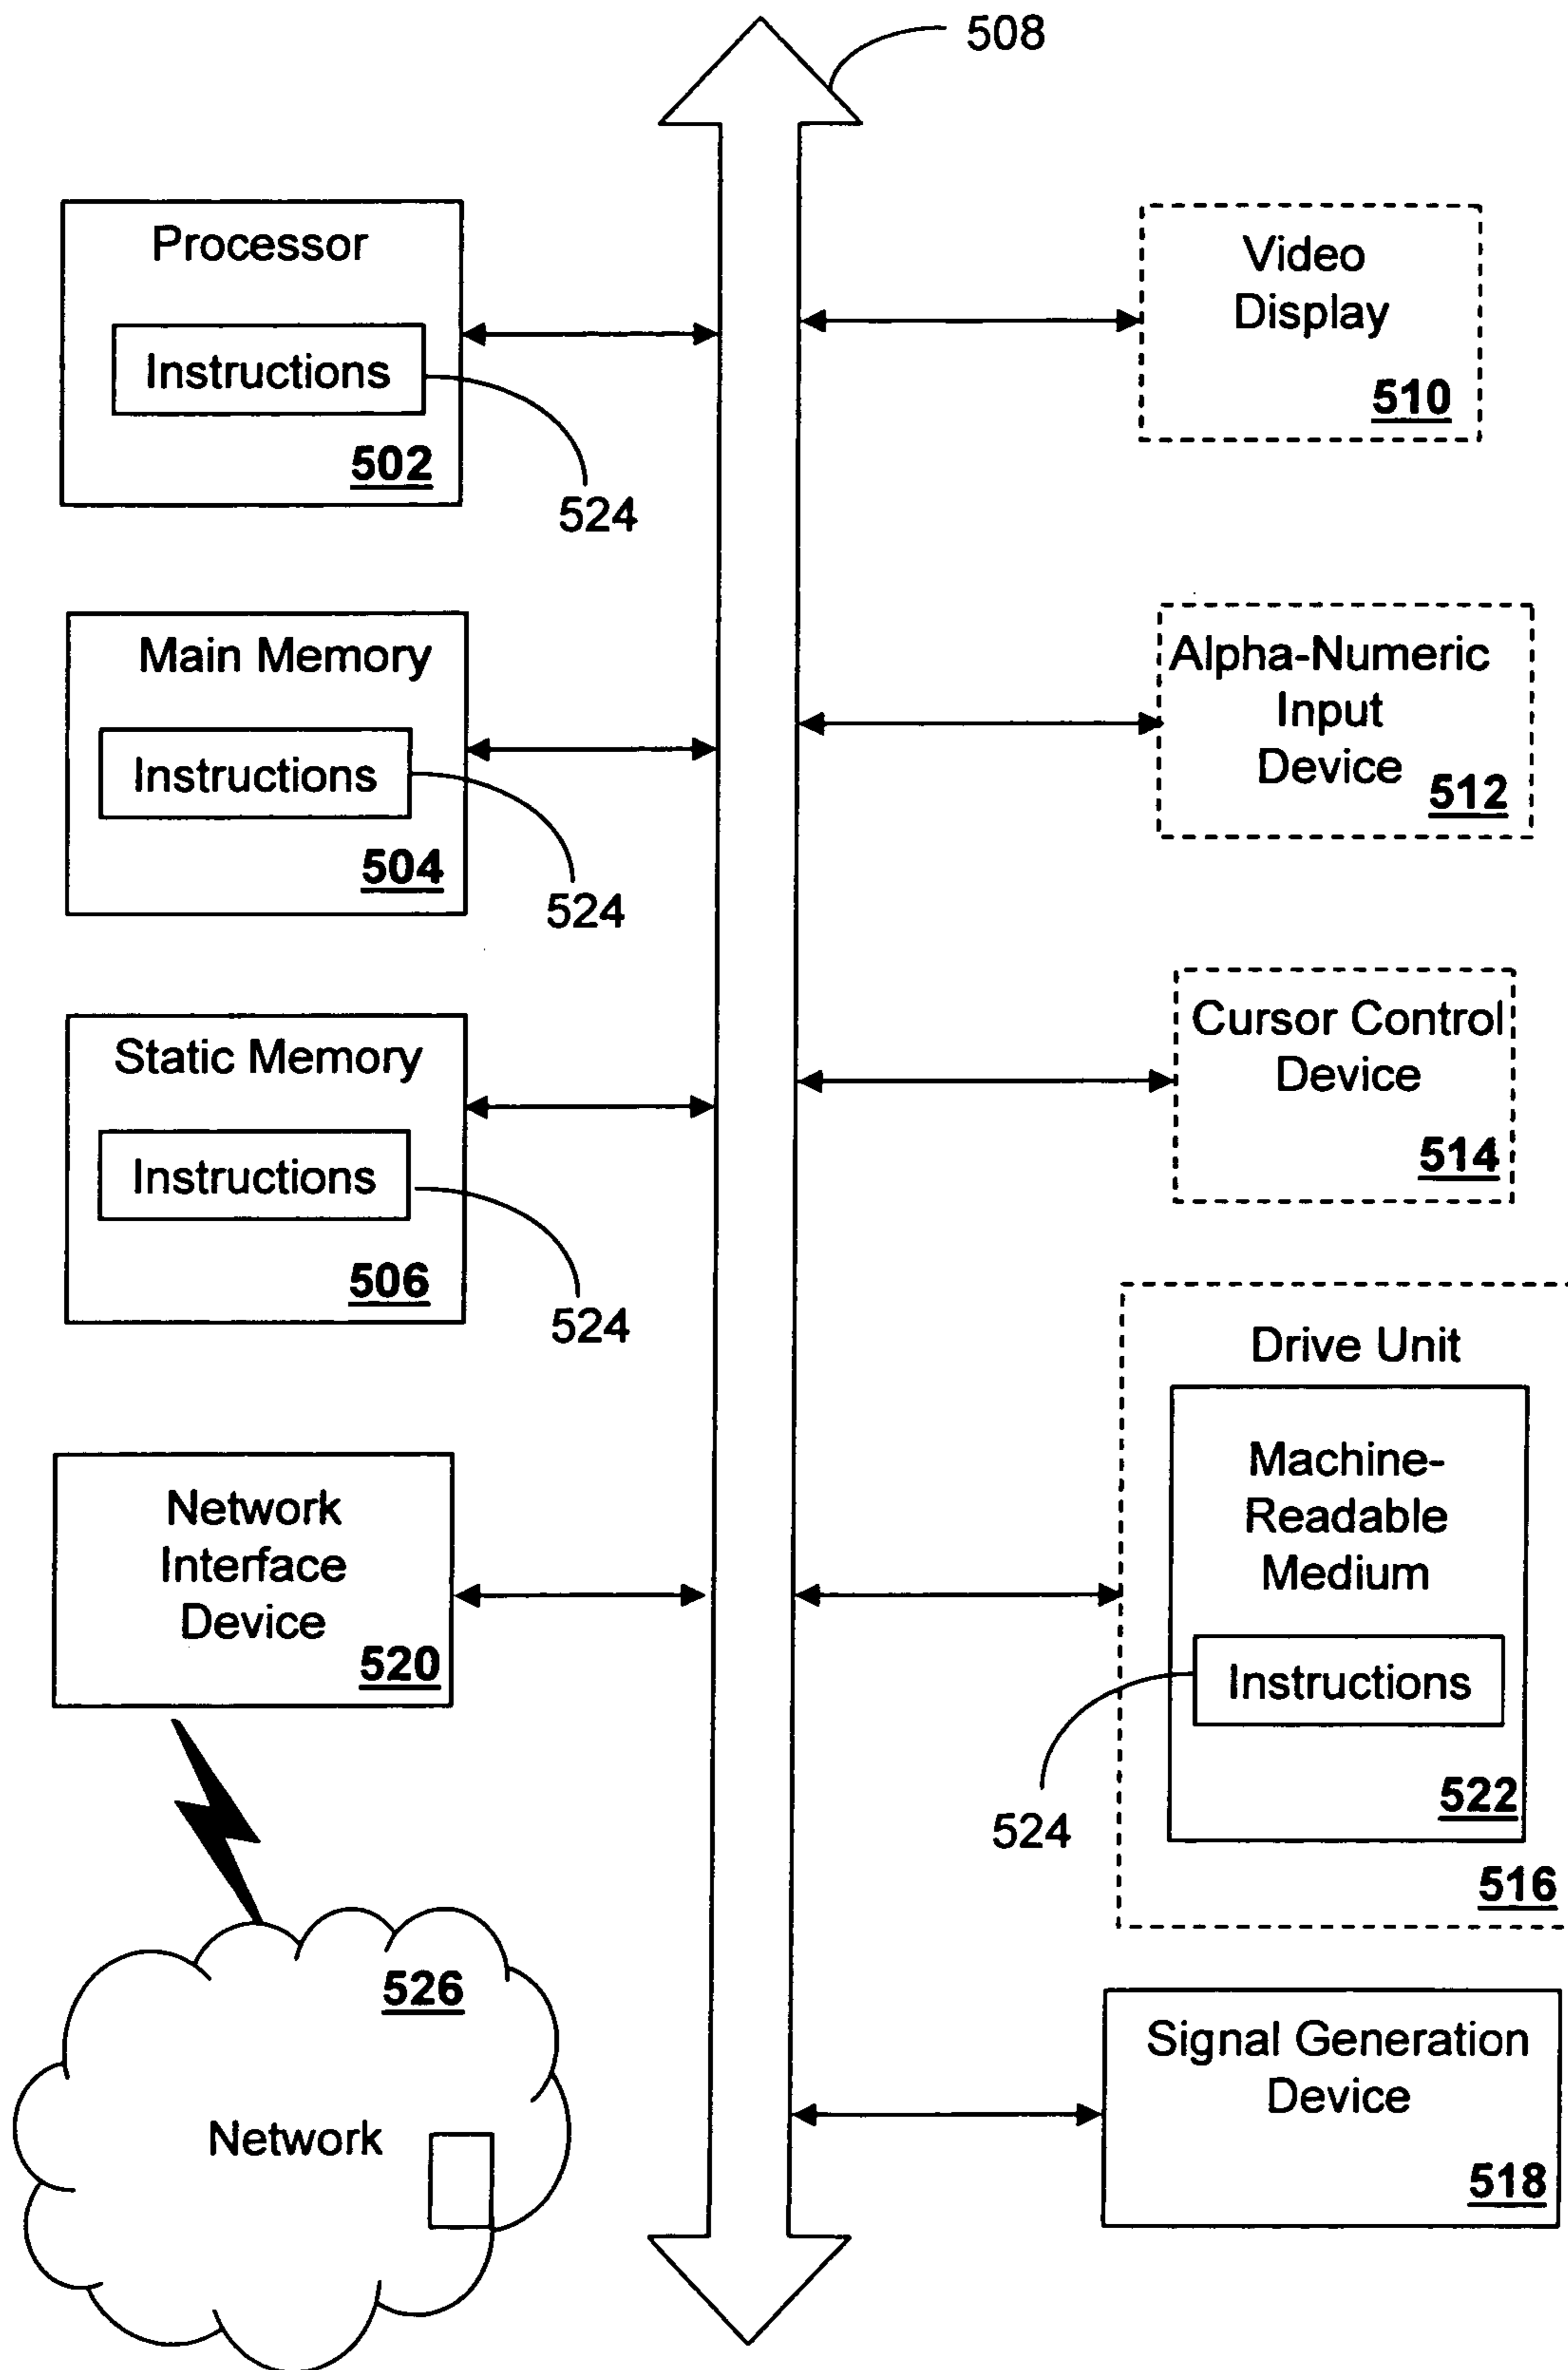 508
Processor
Instructions
502
524
Video
Display
510
Main Memory
Instructions
504
524
Alpha-Numeric
Input
Device
512
Static Memory
Instructions
506
524
Cursor Control
Device
514
Network
Interface
Device
520
Drive Unit
Machine-
Readable
Medium
Instructions
522
524
516
526
Network
Signal Generation
Device
518